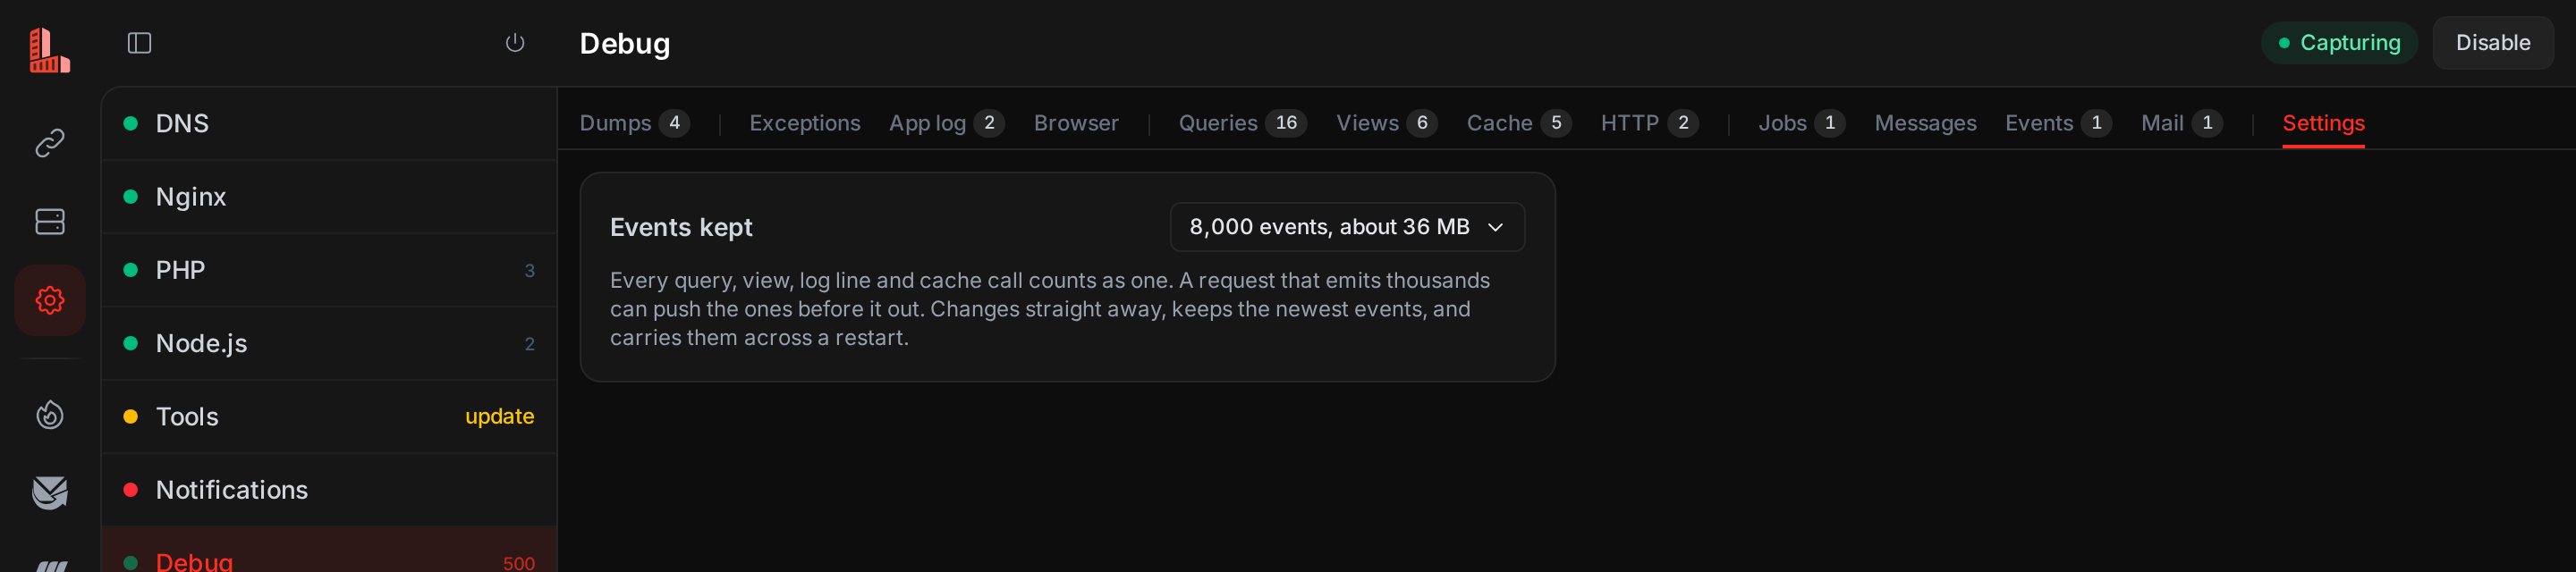 Debug
Capturing
Disable
DNS
Nginx
PHP 3
Node.js 2
Tools update
Notifications
Debug 500
Dumps 4 | Exceptions App log 2 Browser | Queries 16 Views 6 Cache 5 HTTP 2 | Jobs 1 Messages Events 1 Mail 1 | Settings
Events kept
8,000 events, about 36 MB
Every query, view, log line and cache call counts as one. A request that emits thousands
can push the ones before it out. Changes straight away, keeps the newest events, and
carries them across a restart.